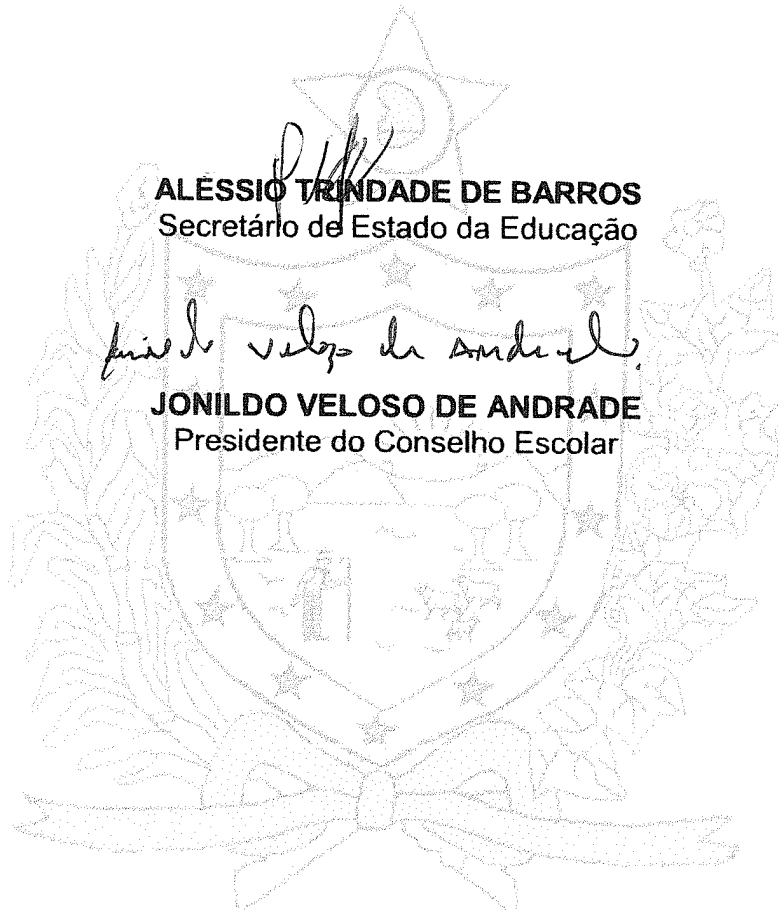 ALESSIO TRINDADE DE BARROS
Secretário de Estado da Educação
JONILDO VELOSO DE ANDRADE
Presidente do Conselho Escolar